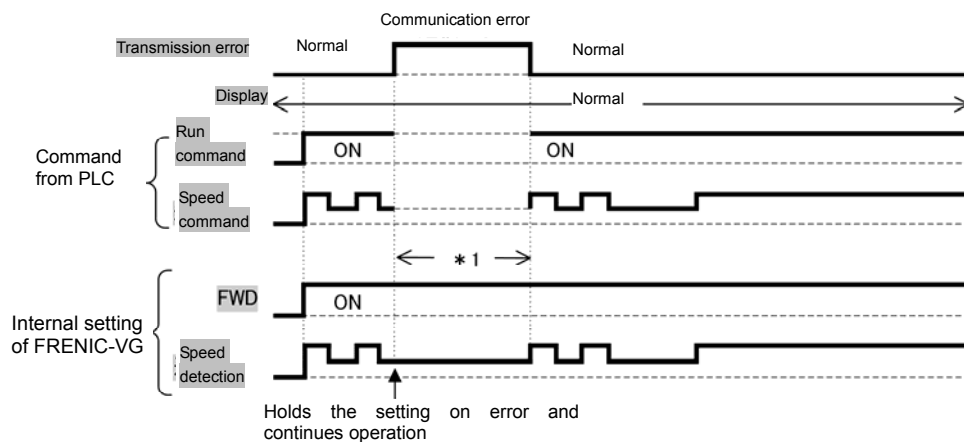 Communication error
Transmission error
Normal
Normal
Display
Normal
Command
from PLC
Run
command
ON
ON
Speed
command
*1
Internal setting
of FRENIC-VG
FWD
ON
Speed
detection
Holds the setting on error and
continues operation